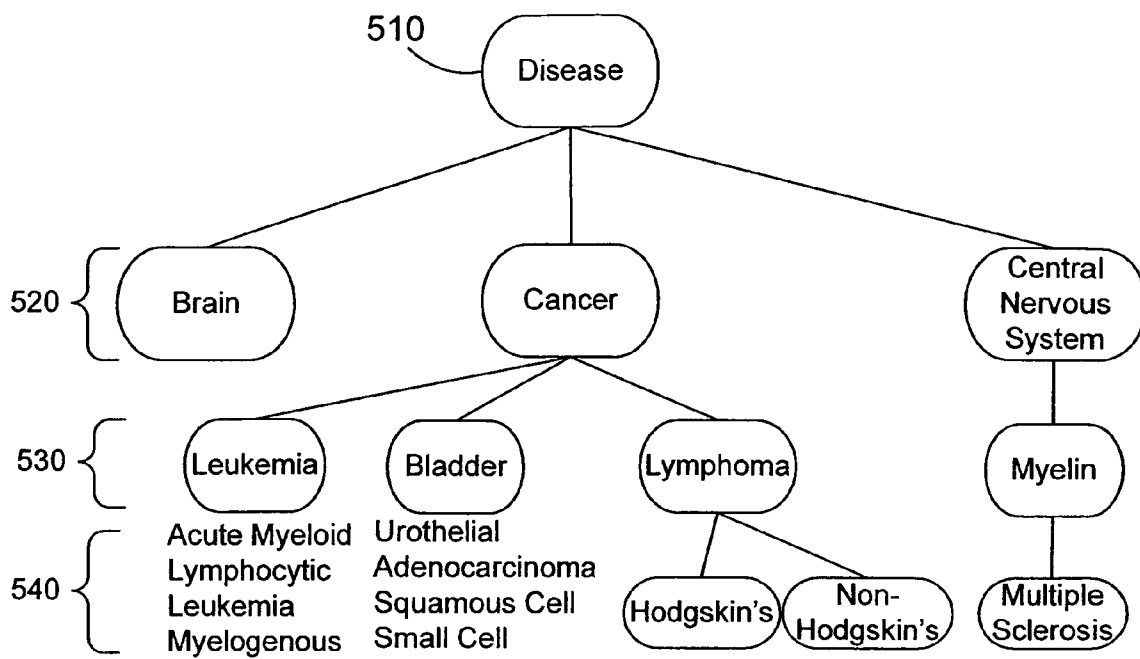 510
Disease
520
Brain
Cancer
Central
Nervous
System
530
Leukemia
Bladder
Lymphoma
Myelin
540
Acute Myeloid
Lymphocytic
Leukemia
Myelogenous
Urothelial
Adenocarcinoma
Squamous Cell
Small Cell
Hodgskin's
Non-
Hodgskin's
Multiple
Sclerosis